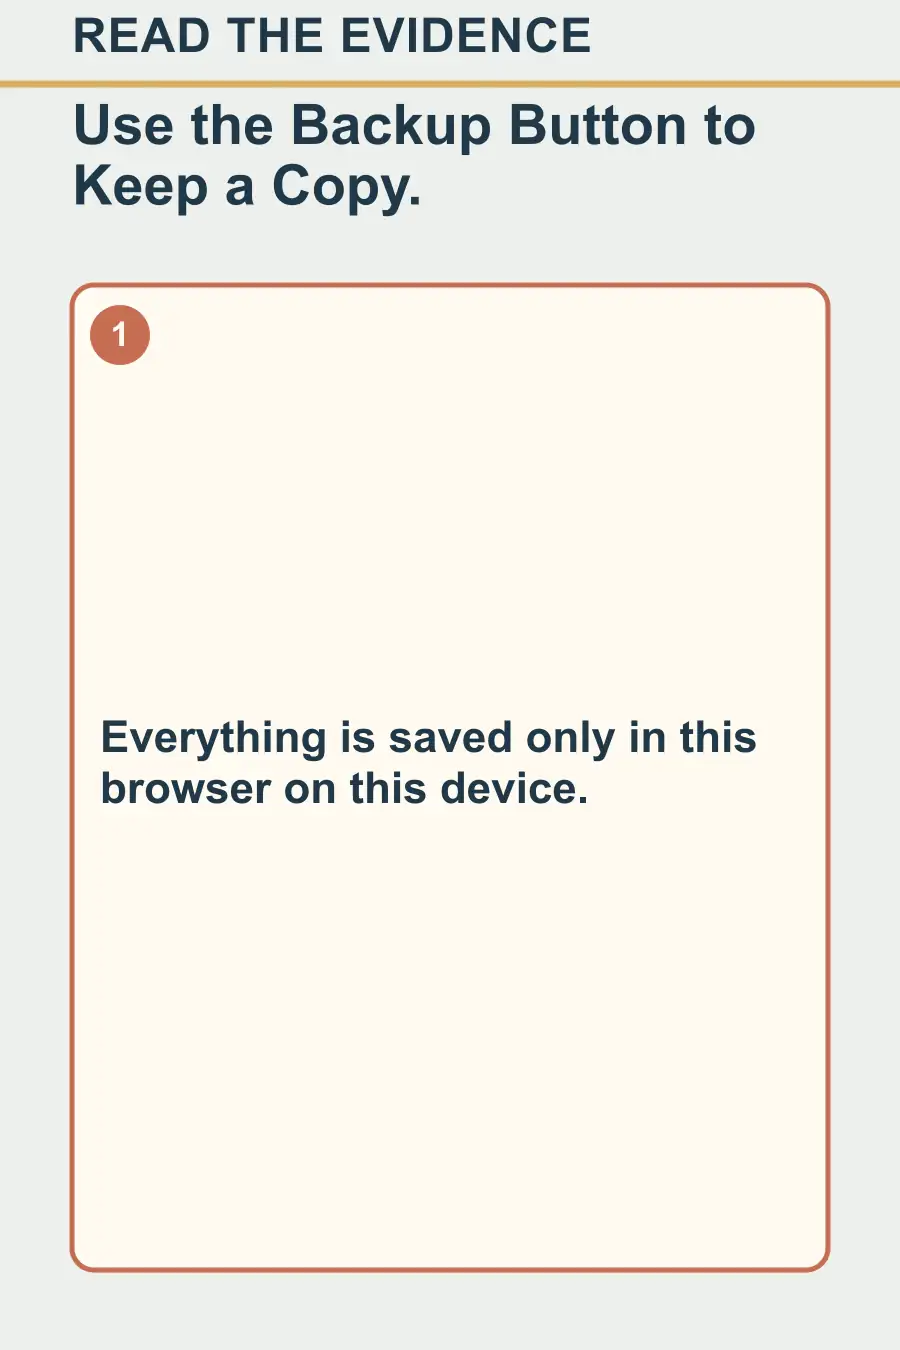 READ THE EVIDENCE
Use the Backup Button to
Keep a Copy.
1
Everything is saved only in this
browser on this device.